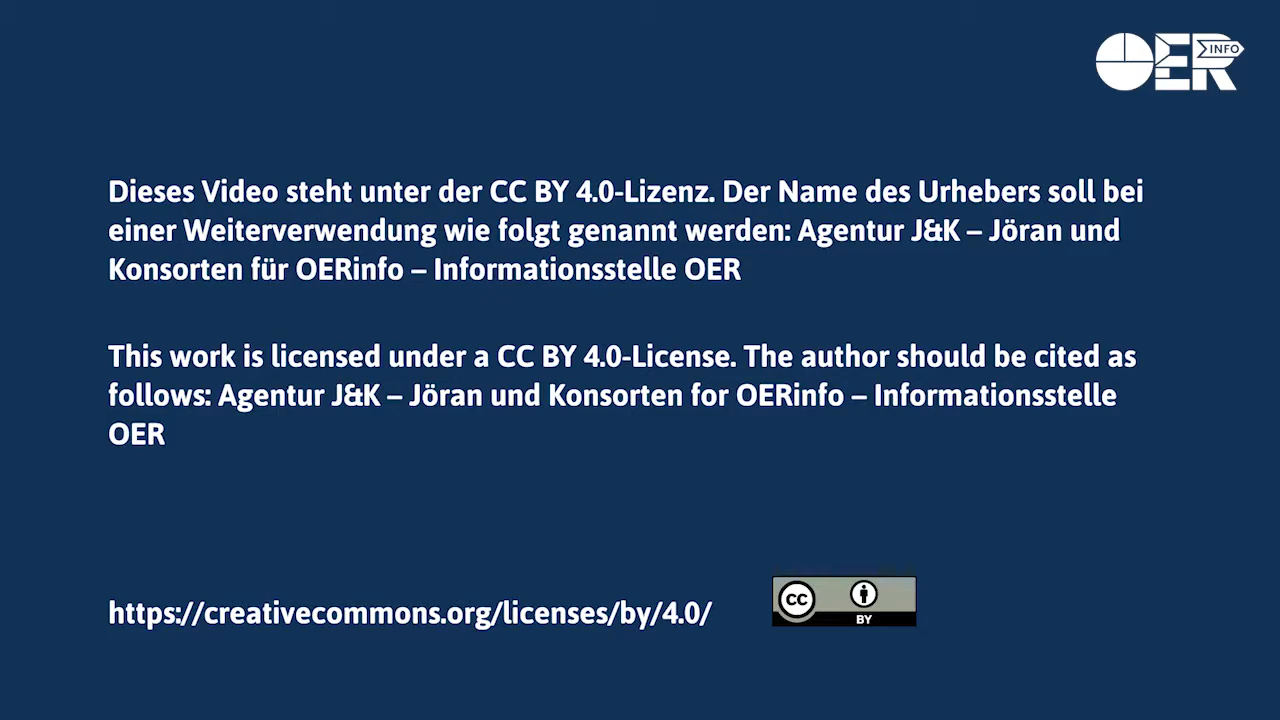 OER INFO
Dieses Video steht unter der CC BY 4.0-Lizenz. Der Name des Urhebers soll bei
einer Weiterverwendung wie folgt genannt werden: Agentur J&K – Jöran und
Konsorten für OERinfo – Informationsstelle OER
This work is licensed under a CC BY 4.0-License. The author should be cited as
follows: Agentur J&K – Jöran und Konsorten for OERinfo – Informationsstelle
OER
https://creativecommons.org/licenses/by/4.0/
CC
BY